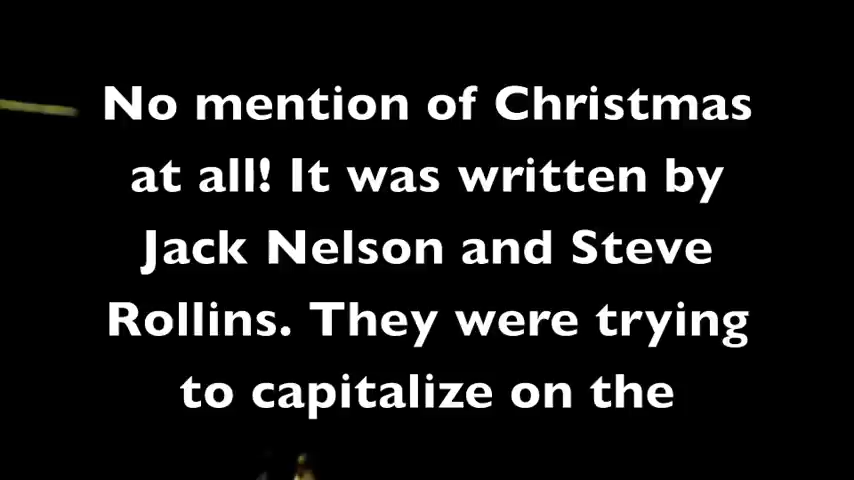 No mention of Christmas
at all! It was written by
Jack Nelson and Steve
Rollins. They were trying
to capitalize on the